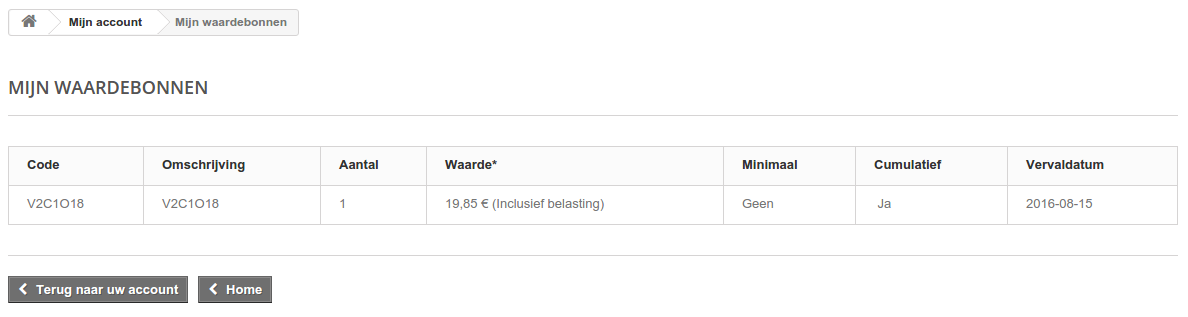 Mijn account Mijn waardebonnen
MIJN WAARDEBONNEN
Code Omschrijving Aantal Waarde* Minimaal Cumulatief Vervaldatum
V2C1O18 V2C1O18 1 19,85 € (Inclusief belasting) Geen Ja 2016-08-15
Terug naar uw account Home